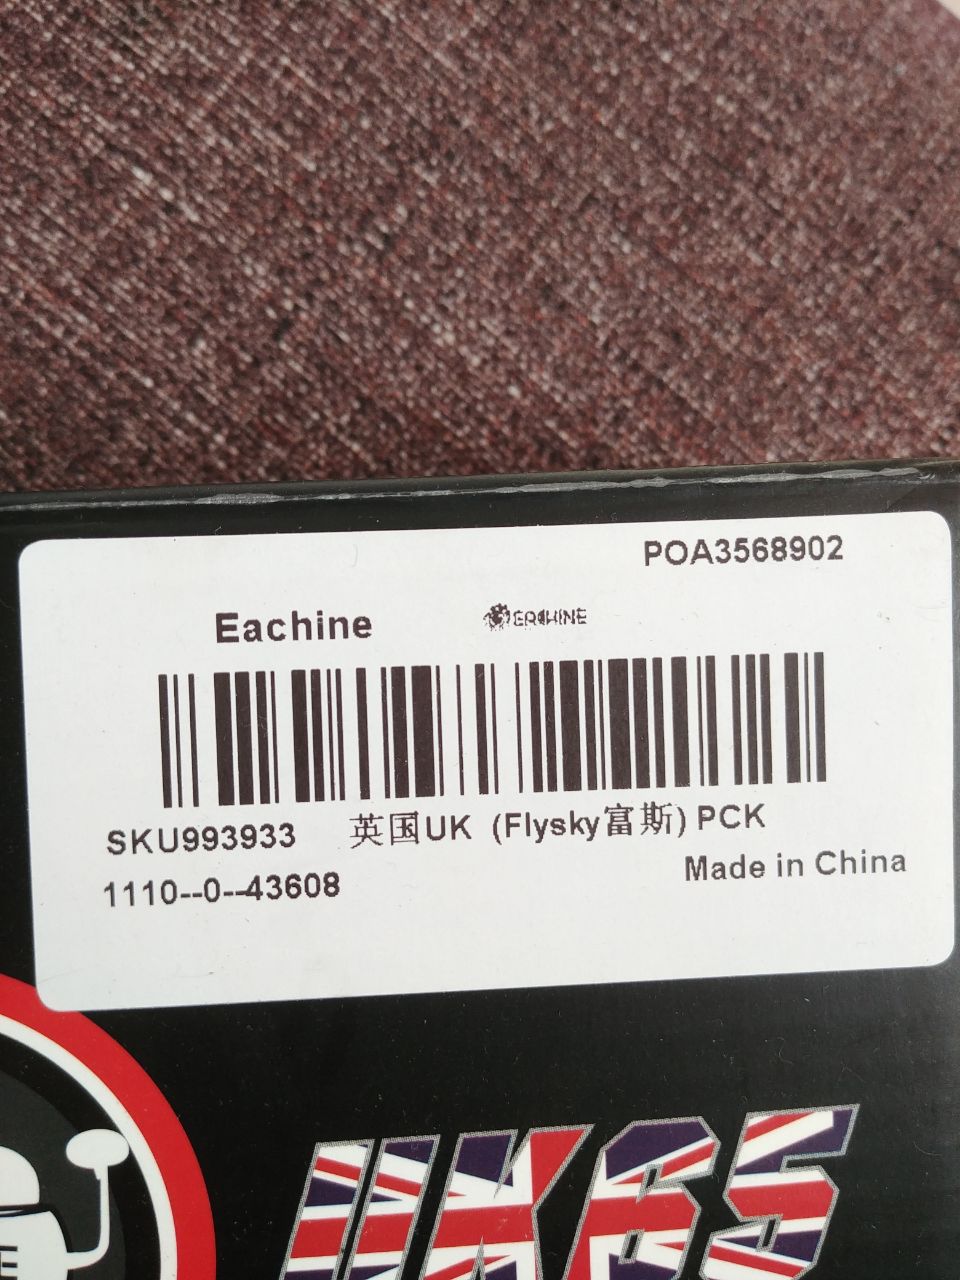 POA3568902
Eachine
EACHINE
SKU993933 英国UK (Flysky富斯) PCK
1110--0--43608
Made in China
UK65
E